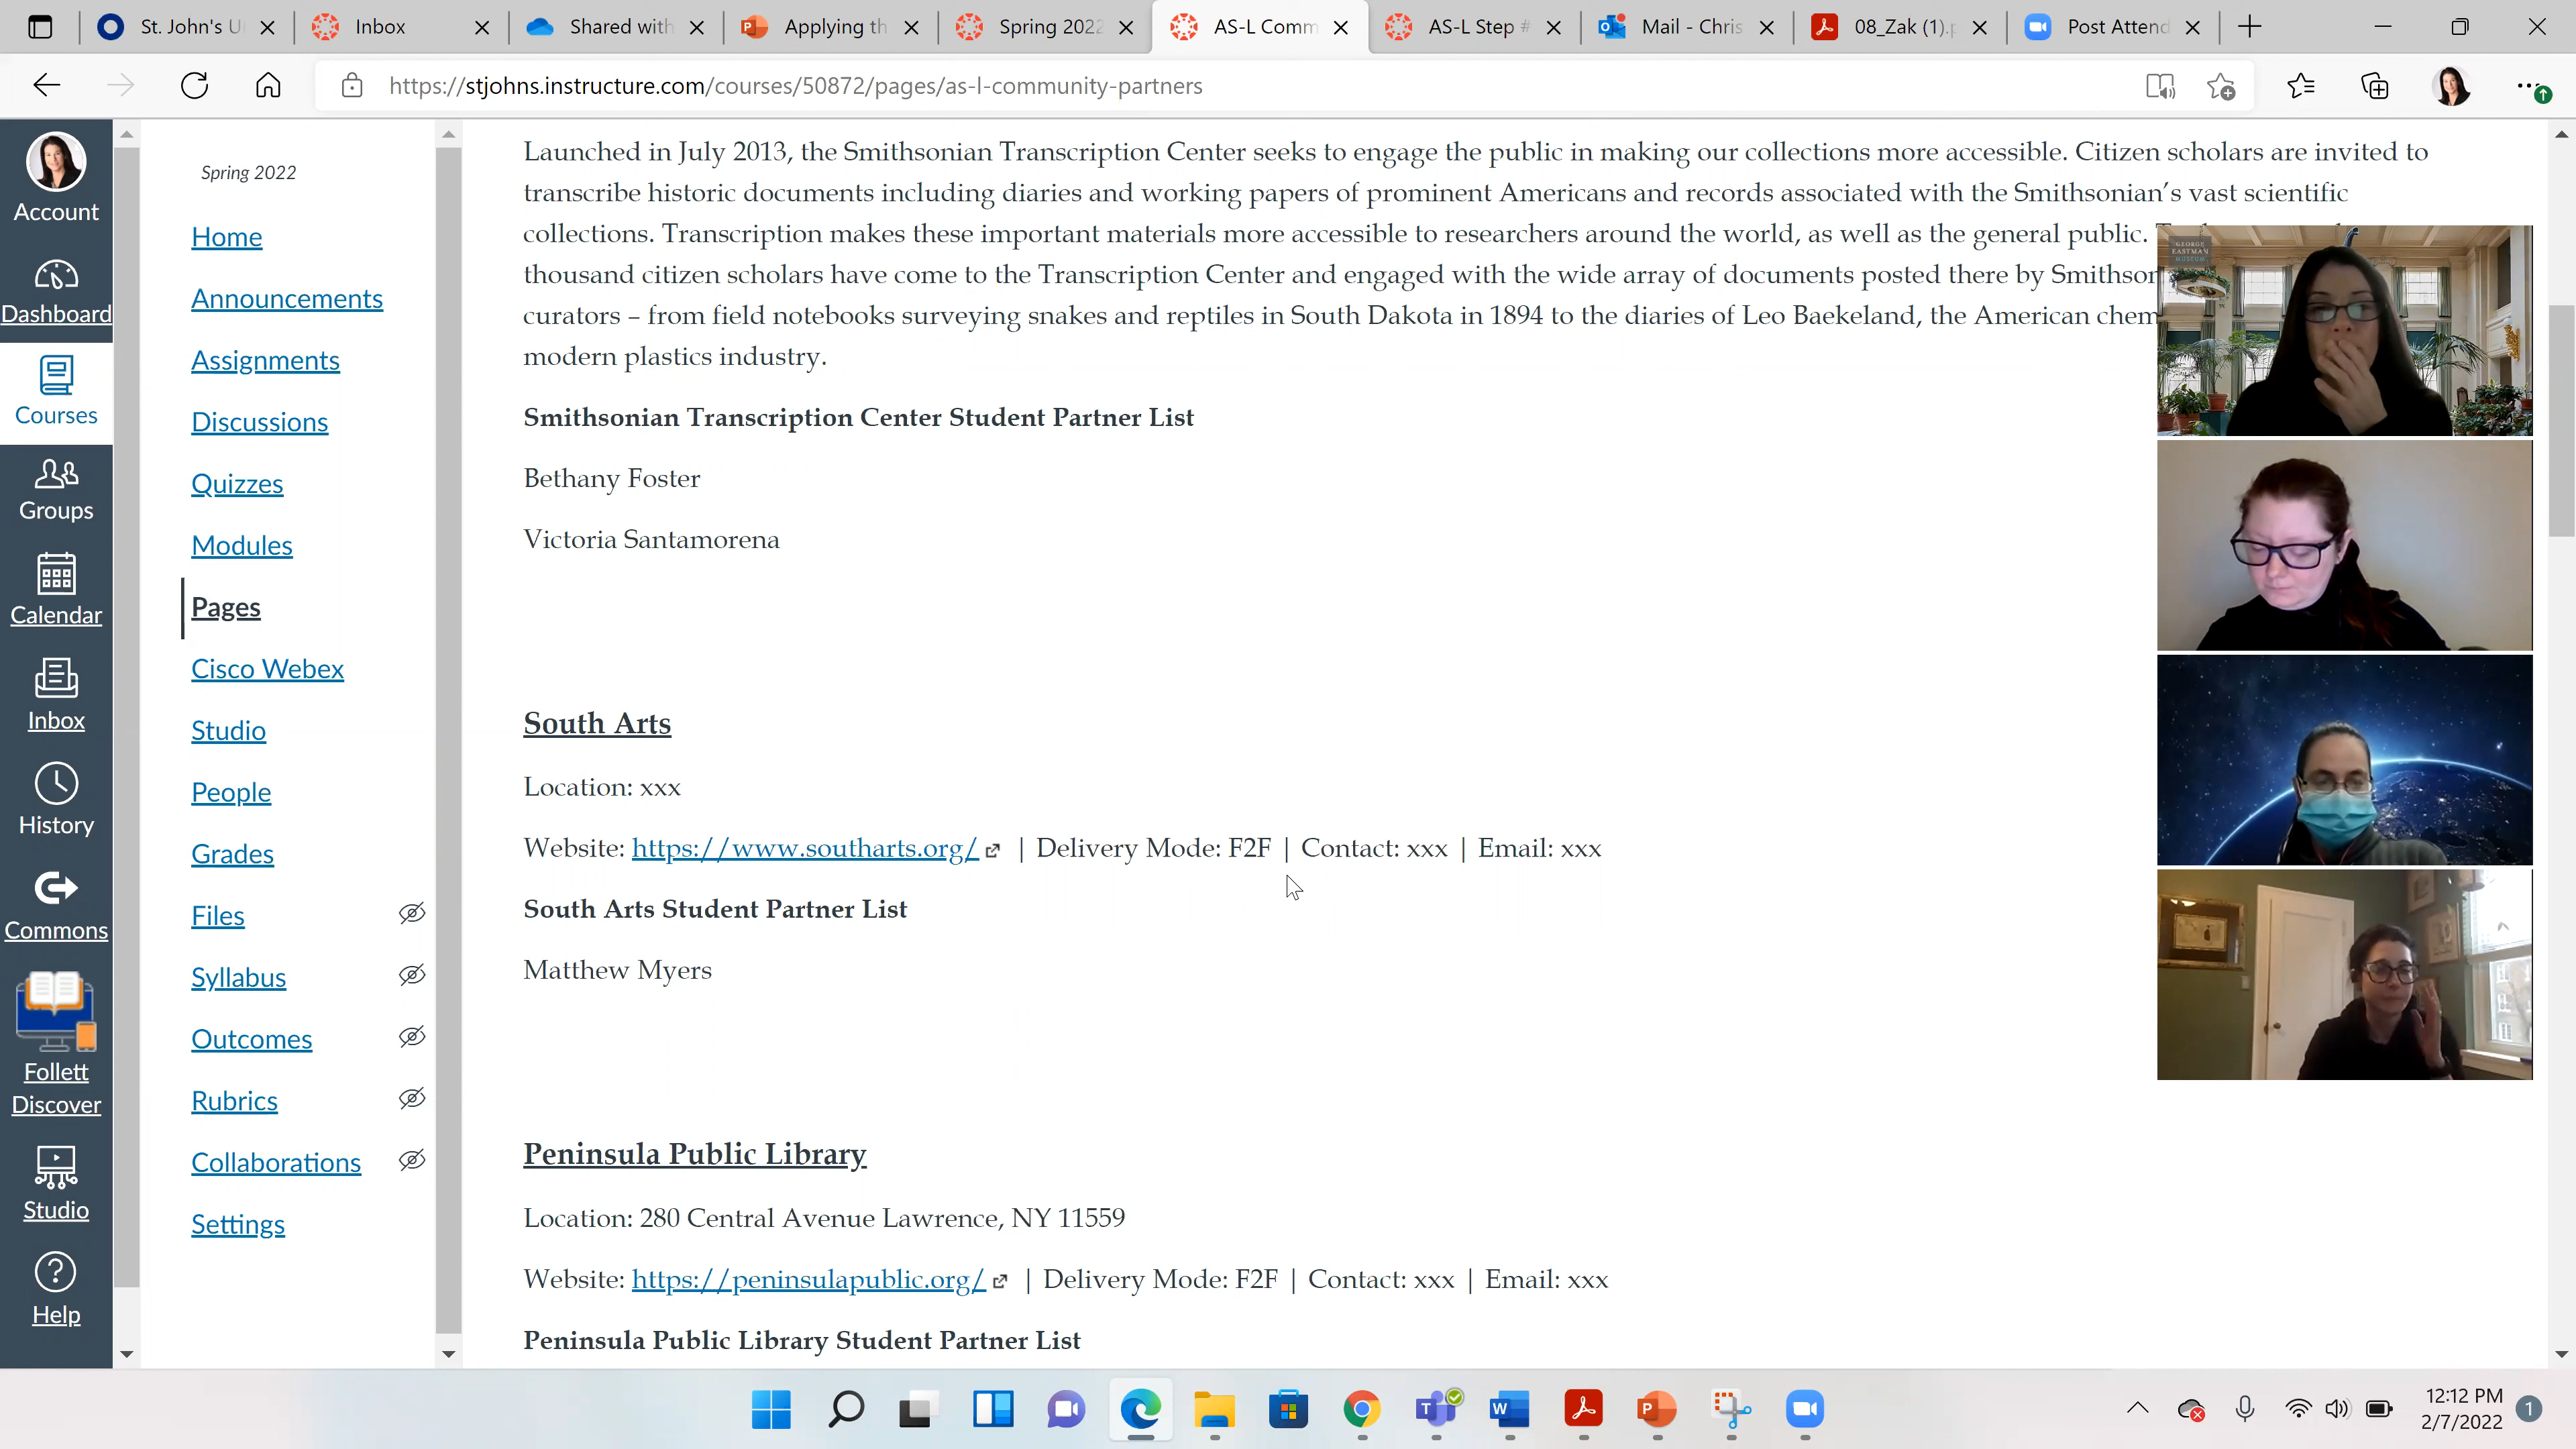 St. John's U
Inbox
Shared with
Applying th
Spring 2022
AS-L Comm
AS-L Step #
Mail - Chris
08_Zak (1).p
Post Attend
https://stjohns.instructure.com/courses/50872/pages/as-l-community-partners
Account
Dashboard
Courses
Groups
Calendar
Inbox
History
Commons
Follett
Discover
Studio
Help
Spring 2022
Home
Announcements
Assignments
Discussions
Quizzes
Modules
Pages
Cisco Webex
Studio
People
Grades
Files
Syllabus
Outcomes
Rubrics
Collaborations
Settings
Launched in July 2013, the Smithsonian Transcription Center seeks to engage the public in making our collections more accessible. Citizen scholars are invited to
transcribe historic documents including diaries and working papers of prominent Americans and records associated with the Smithsonian's vast scientific
collections. Transcription makes these important materials more accessible to researchers around the world, as well as the general public.
thousand citizen scholars have come to the Transcription Center and engaged with the wide array of documents posted there by Smithson
curators – from field notebooks surveying snakes and reptiles in South Dakota in 1894 to the diaries of Leo Baekeland, the American chem
modern plastics industry.
Smithsonian Transcription Center Student Partner List
Bethany Foster
Victoria Santamorena
South Arts
Location: xxx
Website: https://www.southarts.org/ | Delivery Mode: F2F | Contact: xxx | Email: xxx
South Arts Student Partner List
Matthew Myers
Peninsula Public Library
Location: 280 Central Avenue Lawrence, NY 11559
Website: https://peninsulapublic.org/ | Delivery Mode: F2F | Contact: xxx | Email: xxx
Peninsula Public Library Student Partner List
GEORGE
EASTMAN
MUSEUM
12:12 PM
2/7/2022
1